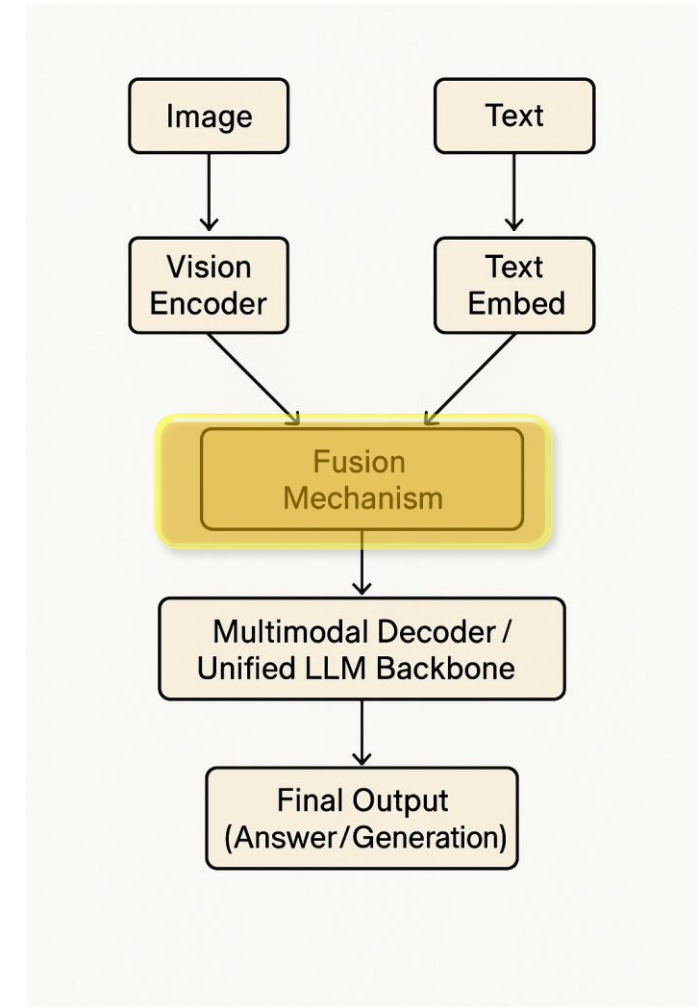 Image
Text
Vision
Encoder
Text
Embed
Fusion
Mechanism
Multimodal Decoder /
Unified LLM Backbone
Final Output
(Answer/Generation)